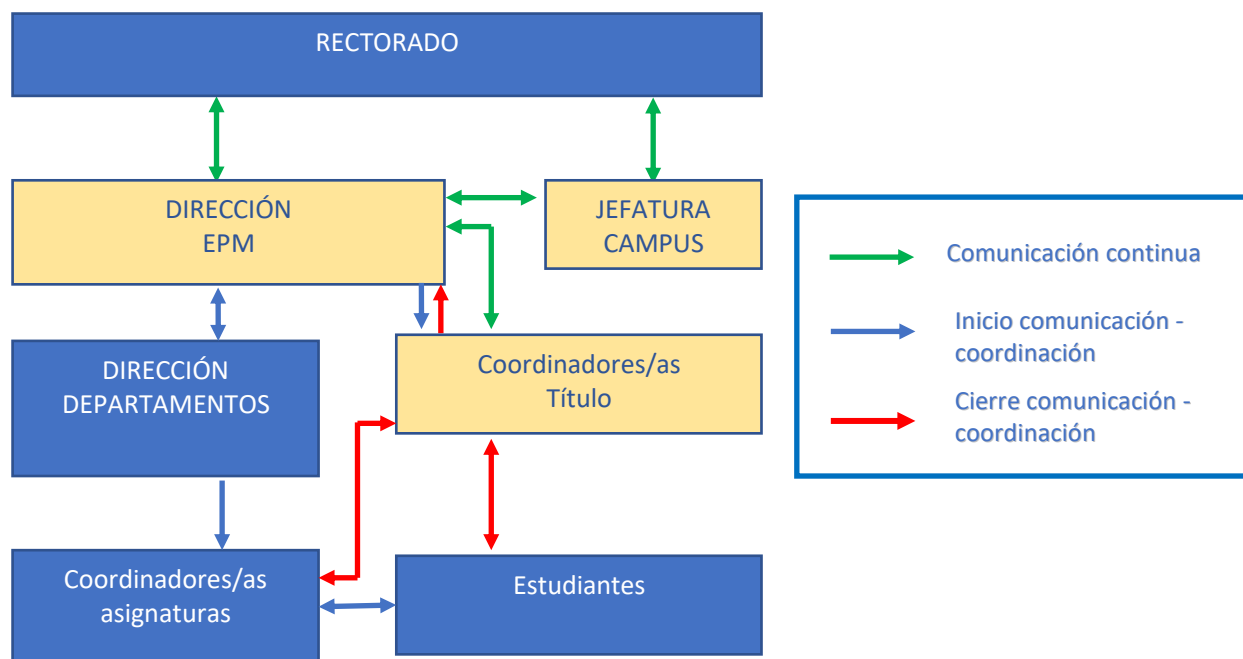 RECTORADO
DIRECCIÓN
EPM
JEFATURA
CAMPUS
DIRECCIÓN
DEPARTAMENTOS
Coordinadores/as
Título
Coordinadores/as
asignaturas
Estudiantes
Comunicación continua
Inicio comunicación -
coordinación
Cierre comunicación -
coordinación